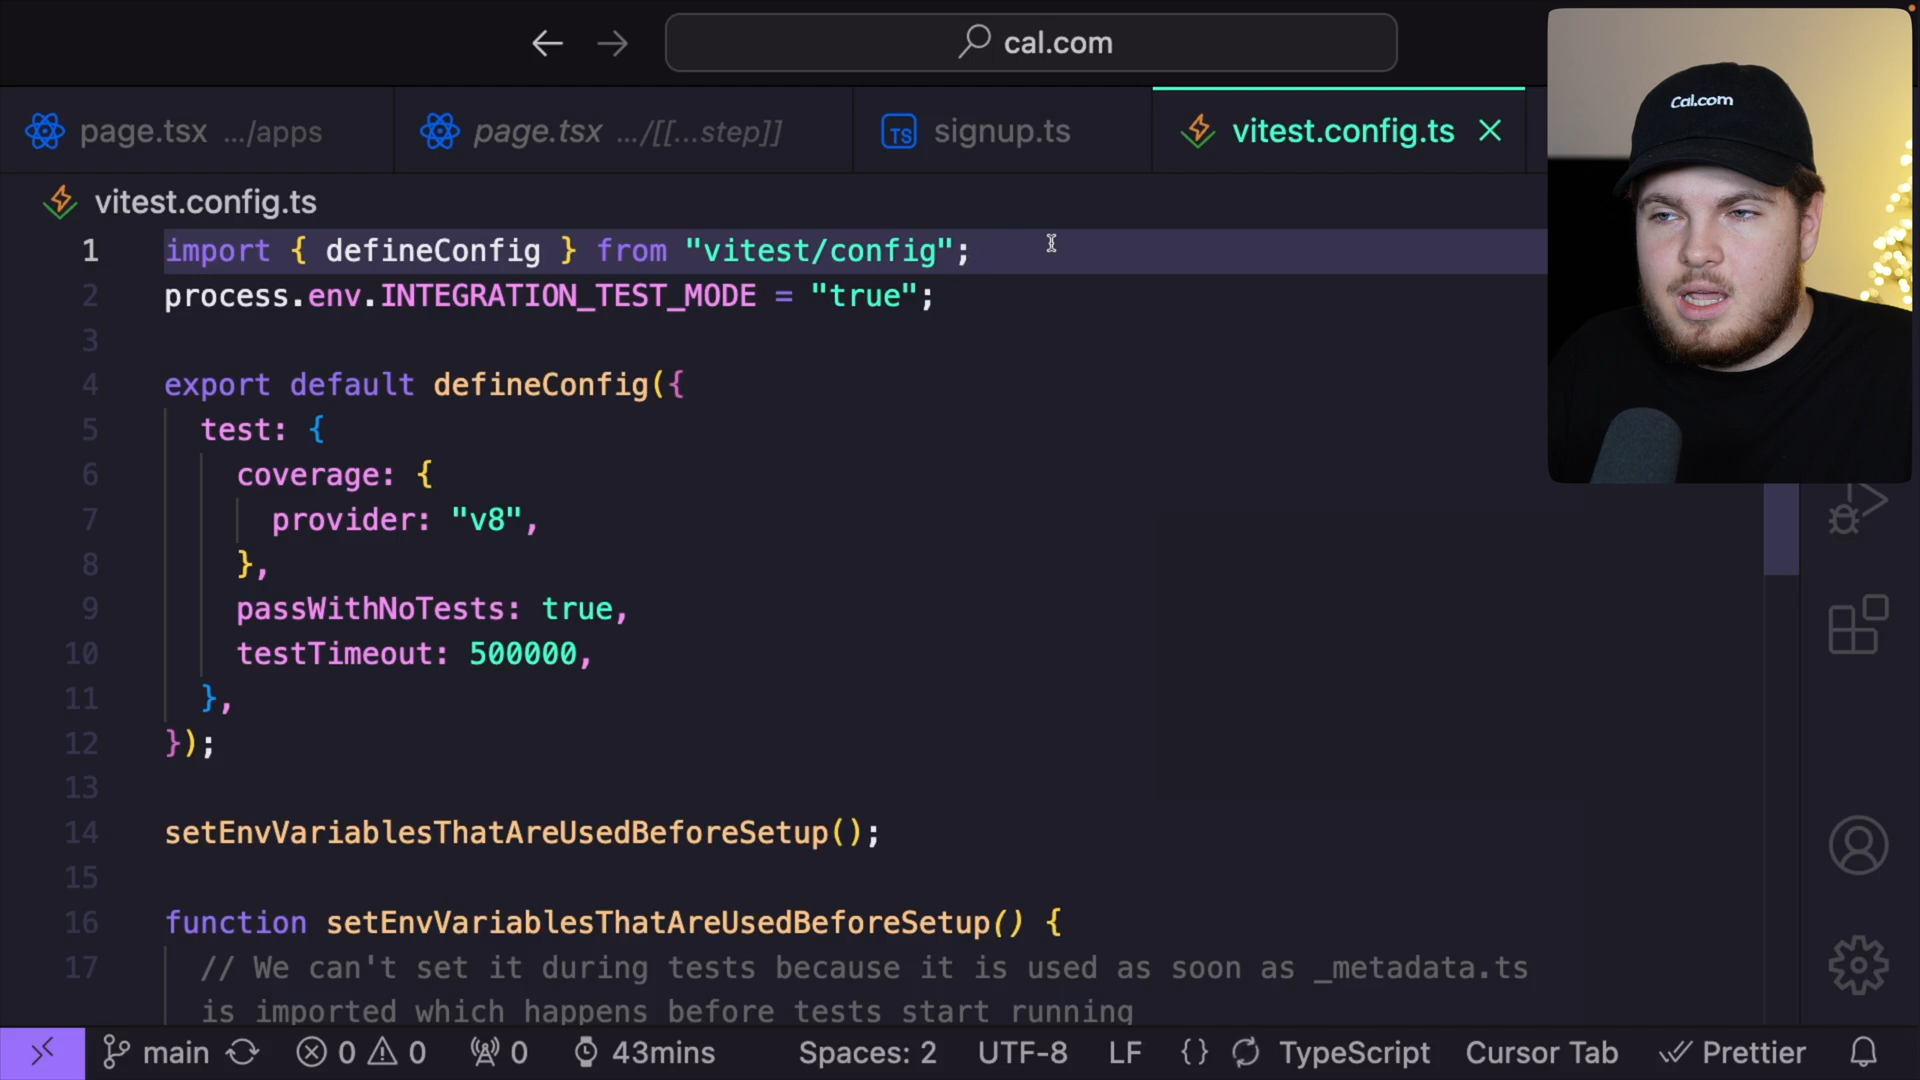 cal.com
page.tsx .../apps
page.tsx .../[[...step]]
TS signup.ts
vitest.config.ts
Cal.com
vitest.config.ts
1 import { defineConfig } from "vitest/config";
2 process.env.INTEGRATION_TEST_MODE = "true";
3
4 export default defineConfig({
5 test: {
6 coverage: {
7 provider: "v8",
8 },
9 passWithNoTests: true,
10 testTimeout: 500000,
11 },
12 });
13
14 setEnvVariablesThatAreUsedBeforeSetup();
15
16 function setEnvVariablesThatAreUsedBeforeSetup() {
17 // We can't set it during tests because it is used as soon as _metadata.ts
is imported which happens before tests start running
main 0 0 0 43mins Spaces: 2 UTF-8 LF {} TypeScript Cursor Tab Prettier